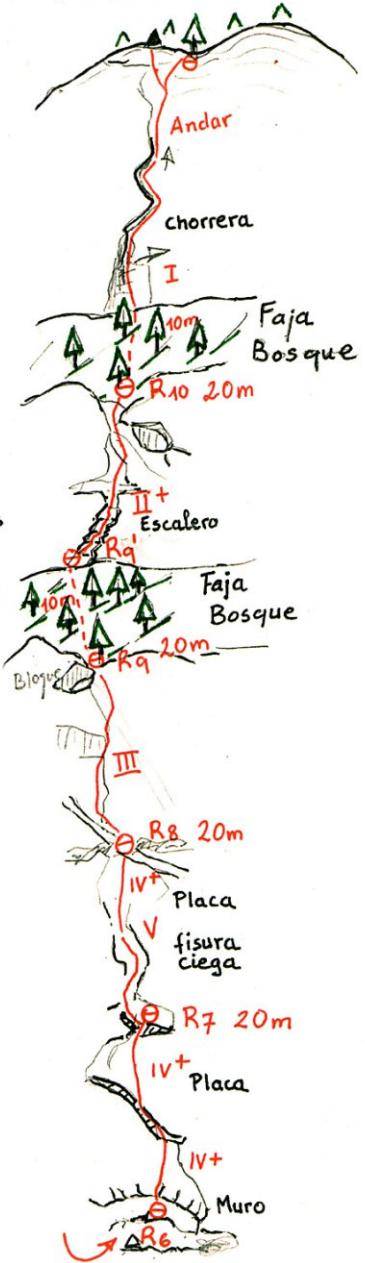 Andar
chorrera
I
10m
Faja
Bosque
R10 20m
II+
Escalero
R9
Faja
Bosque
10m
R9 20m
Bloque
III
R8 20m
IV+
Placa
V
fisura
ciega
R7 20m
IV+
Placa
IV+
Muro
R6